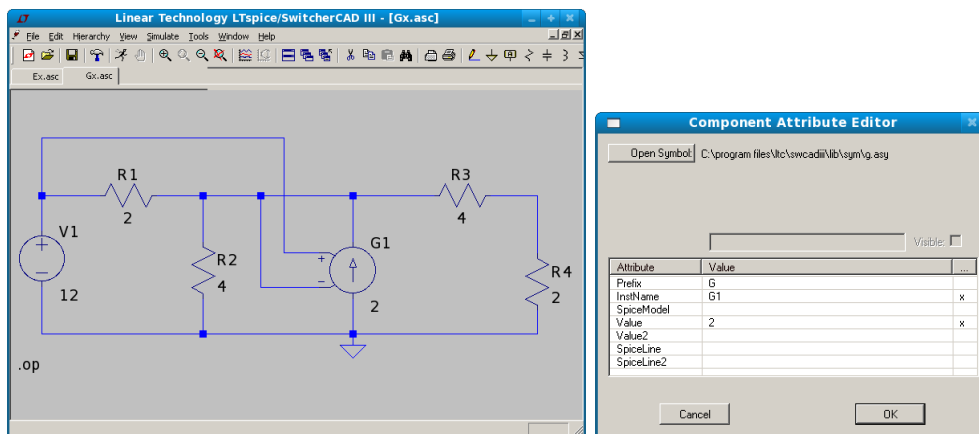 Linear Technology LTspice/SwitcherCAD III - [Gx.asc]
File Edit Hierarchy View Simulate Tools Window Help
Ex.asc Gx.asc
R1
2
R3
4
V1
12
R2
4
G1
2
R4
2
.op
Component Attribute Editor
Open Symbol: C:\program files\ltc\swcadiii\lib\sym\g.asy
Visible:
Attribute Value ...
Prefix G
InstName G1 x
SpiceModel
Value 2 x
Value2
SpiceLine
SpiceLine2
Cancel OK